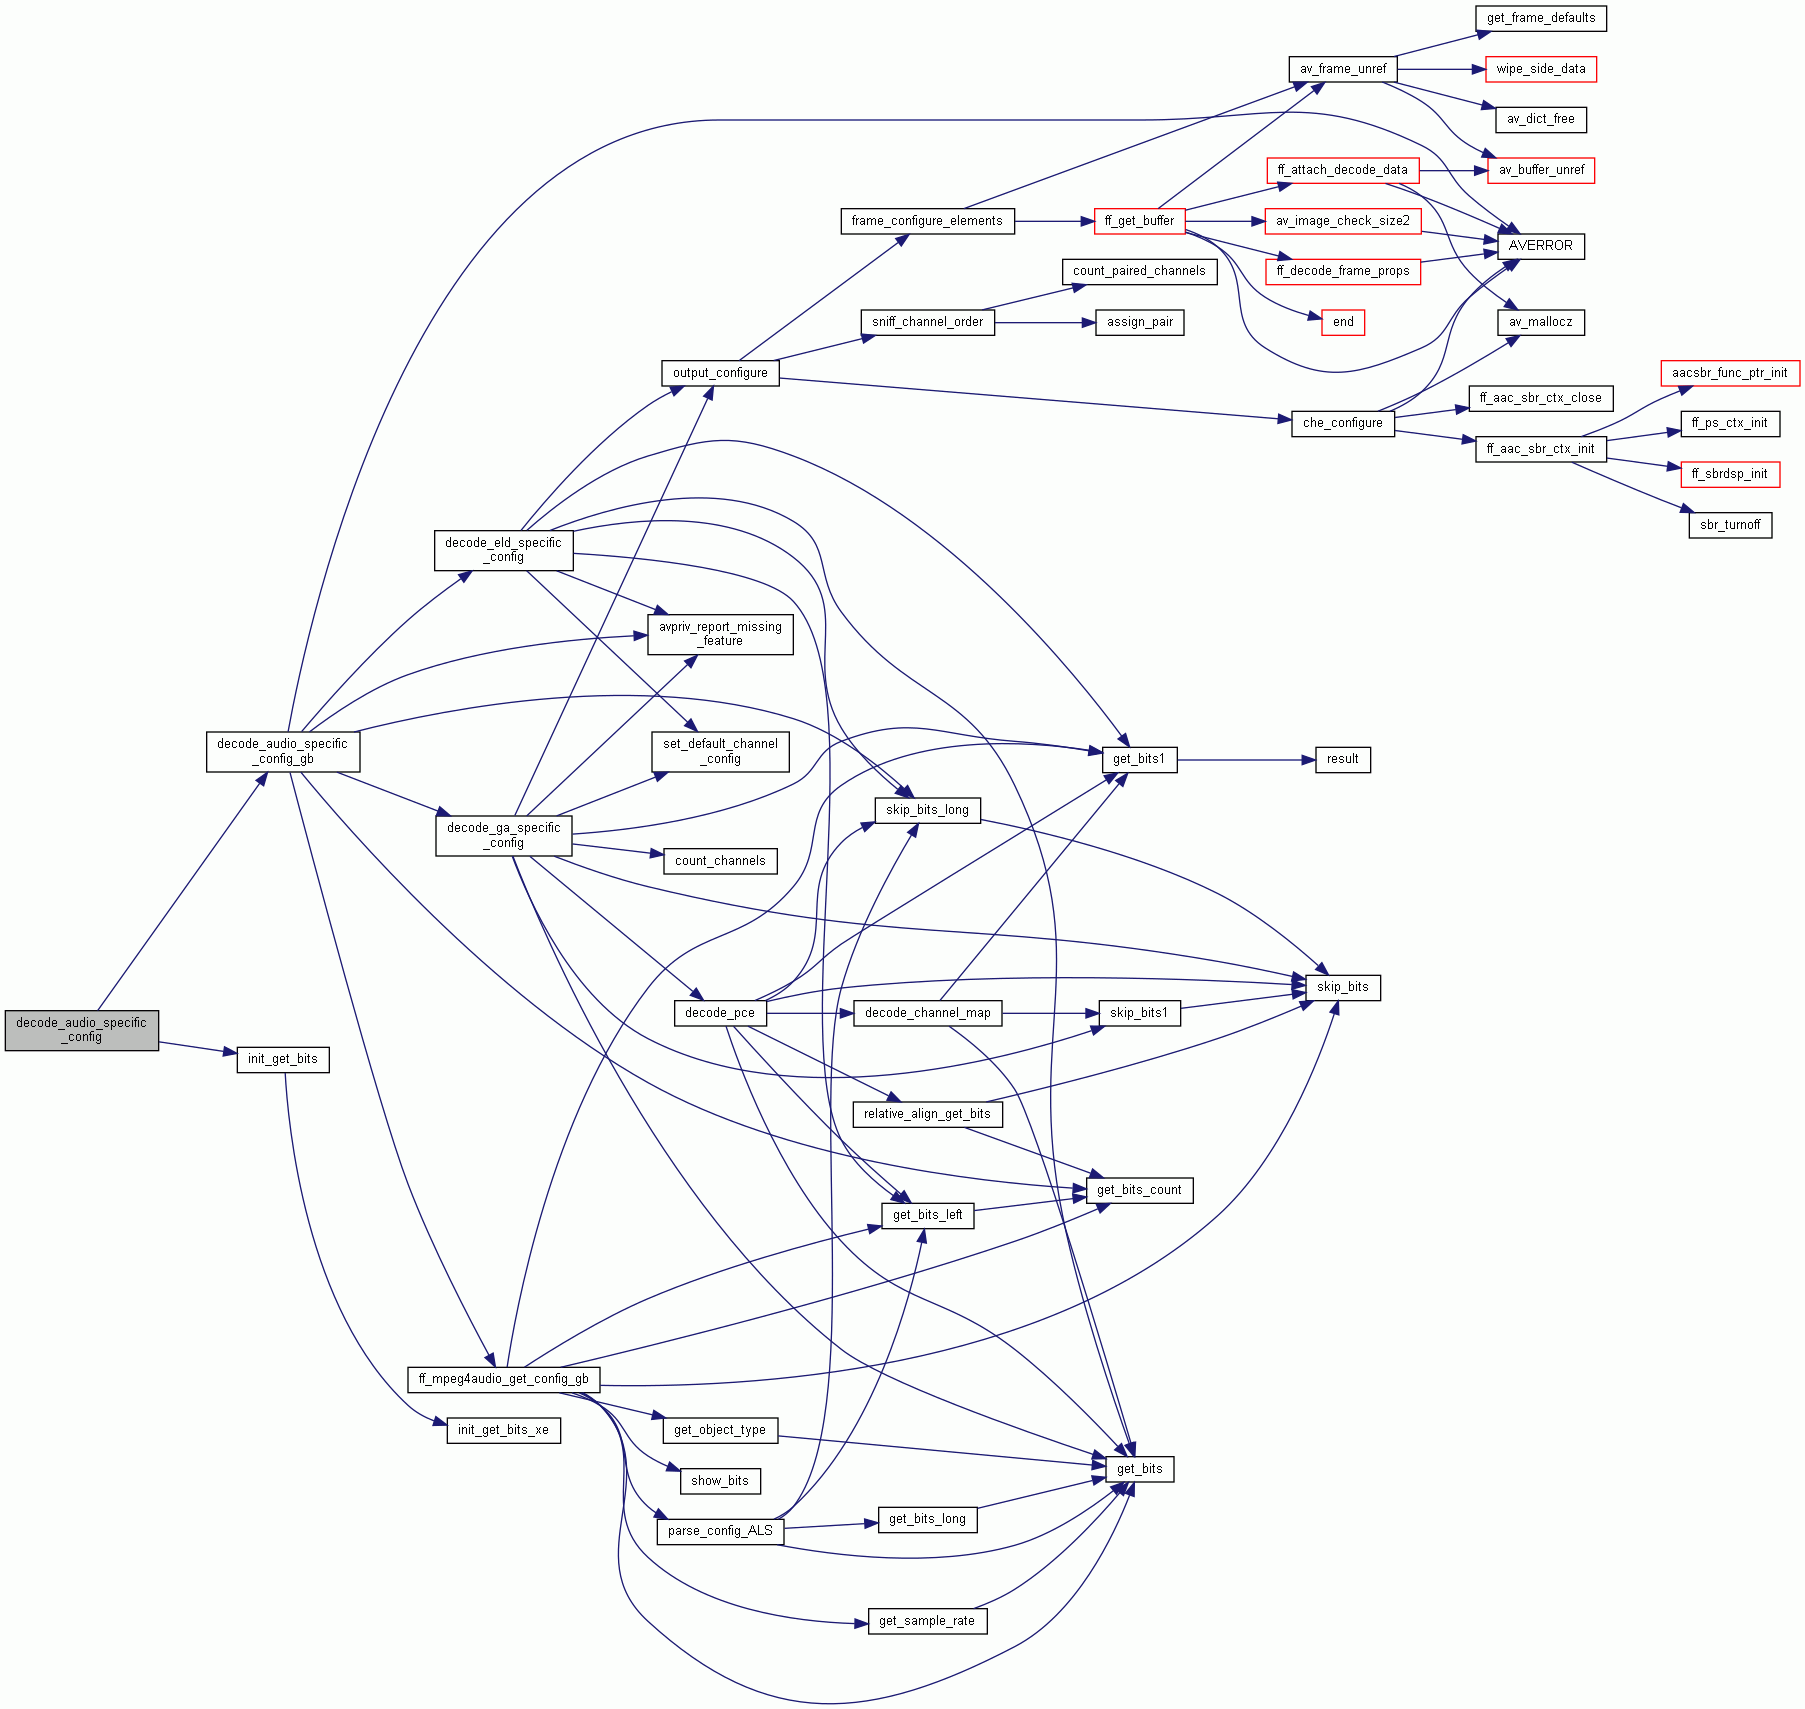 get_frame_defaults
av_frame_unref
wipe_side_data
av_dict_free
ff_attach_decode_data
av_buffer_unref
frame_configure_elements
ff_get_buffer
av_image_check_size2
AVERROR
count_paired_channels
ff_decode_frame_props
sniff_channel_order
assign_pair
end
av_mallocz
output_configure
aacsbr_func_ptr_init
ff_aac_sbr_ctx_close
che_configure
ff_ps_ctx_init
ff_aac_sbr_ctx_init
ff_sbrdsp_init
sbr_turnoff
decode_eld_specific
_config
avpriv_report_missing
_feature
decode_audio_specific
_config_gb
set_default_channel
_config
get_bits1
result
skip_bits_long
decode_ga_specific
_config
count_channels
skip_bits
decode_audio_specific
_config
decode_pce
decode_channel_map
skip_bits1
init_get_bits
relative_align_get_bits
get_bits_count
get_bits_left
ff_mpeg4audio_get_config_gb
init_get_bits_xe
get_object_type
get_bits
show_bits
get_bits_long
parse_config_ALS
get_sample_rate